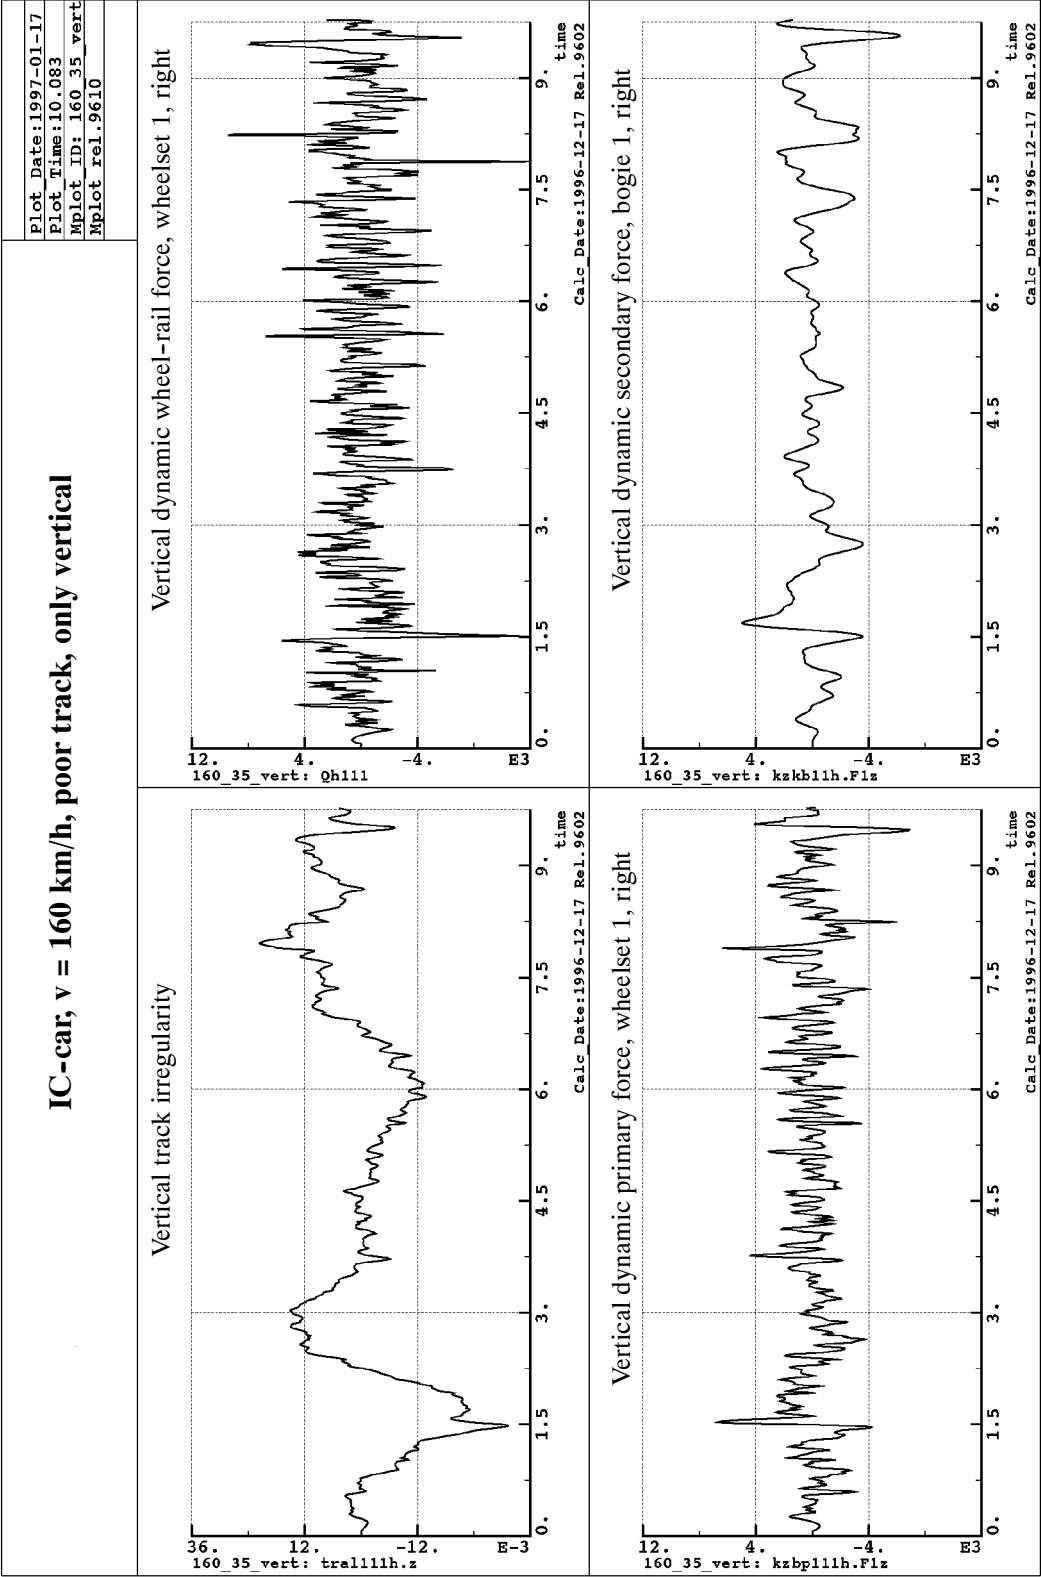 IC-car, v = 160 km/h, poor track, only vertical
Plot_Date:1997-01-17
Plot_Time:10.083
Mplot_ID: 160_35_vert
Mplot rel.9610
Vertical track irregularity
36.
12.
-12.
E-3
0.
1.5
3.
4.5
6.
7.5
9.
time
160_35_vert: tral111h.z
Calc_Date:1996-12-17 Rel.9602
Vertical dynamic wheel-rail force, wheelset 1, right
12.
4.
-4.
E3
0.
1.5
3.
4.5
6.
7.5
9.
time
160_35_vert: Qh111
Calc_Date:1996-12-17 Rel.9602
Vertical dynamic primary force, wheelset 1, right
12.
4.
-4.
E3
0.
1.5
3.
4.5
6.
7.5
9.
time
160_35_vert: kzbp111h.F1z
Calc_Date:1996-12-17 Rel.9602
Vertical dynamic secondary force, bogie 1, right
12.
4.
-4.
E3
0.
1.5
3.
4.5
6.
7.5
9.
time
160_35_vert: kzkb11h.F1z
Calc_Date:1996-12-17 Rel.9602